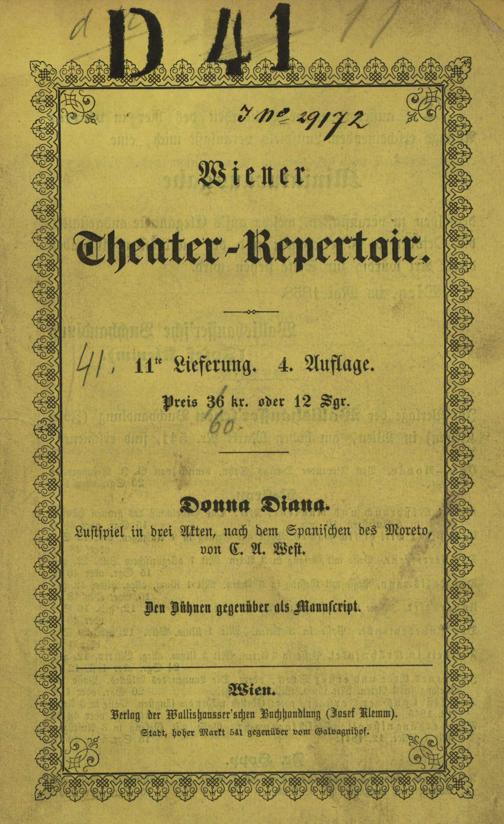 D 41
J No 29172
Wiener
Theater-Repertoir.
41. 11te Lieferung. 4. Auflage.
Preis 36 kr. oder 12 Sgr.
60.
Donna Diana.
Lustspiel in drei Akten, nach dem Spanischen des Moreto,
von C. A. West.
Den Bühnen gegenüber als Manuscript.
Wien.
Verlag der Wallishausser'schen Buchhandlung (Josef Klemm).
Stadt, hoher Markt 541 gegenüber vom Galvagnihof.